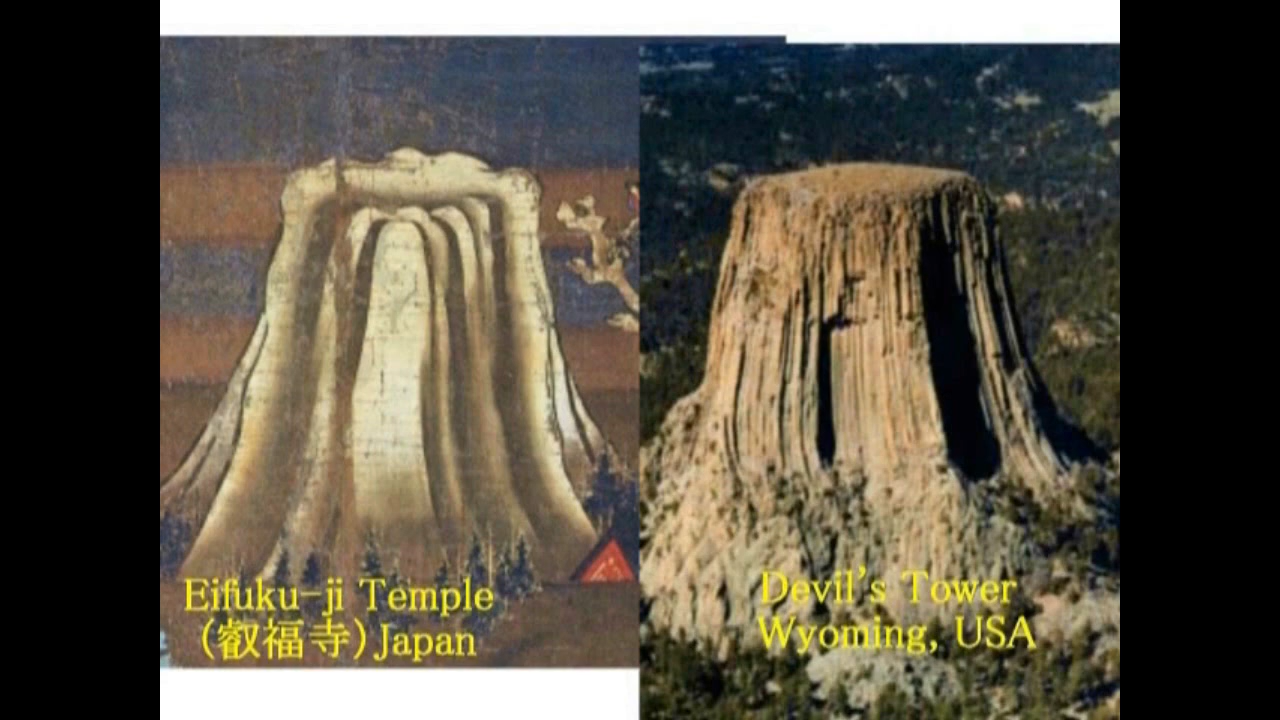 Eifuku-ji Temple
(叡福寺)Japan
Devil's Tower
Wyoming, USA